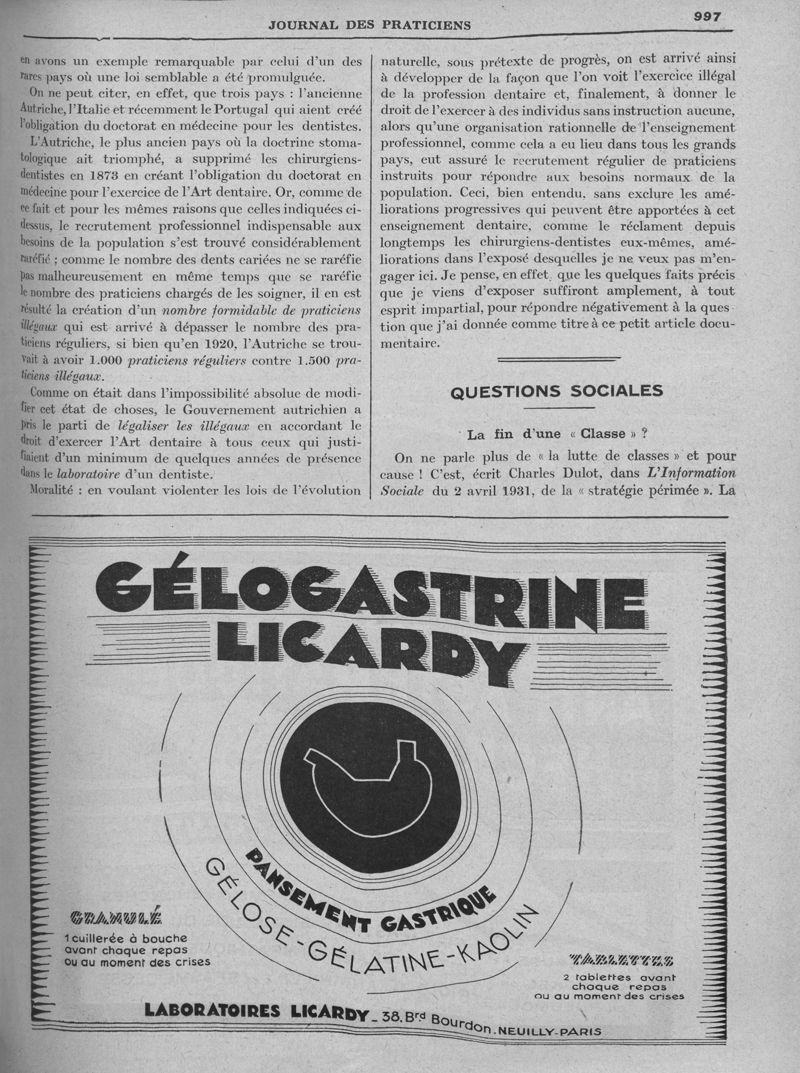 JOURNAL DES PRATICIENS
997
en avons un exemple remarquable par celui d'un des
rares pays où une loi semblable a été promulguée.
On ne peut citer, en effet, que trois pays : l'ancienne
Autriche, l'Italie et récemment le Portugal qui aient créé
l'obligation du doctorat en médecine pour les dentistes.
L'Autriche, le plus ancien pays où la doctrine stoma-
tologique ait triomphé, a supprimé les chirurgiens-
dentistes en 1873 en créant l'obligation du doctorat en
médecine pour l'exercice de l'Art dentaire. Or, comme de
ce fait et pour les mêmes raisons que celles indiquées ci-
dessus, le recrutement professionnel indispensable aux
besoins de la population s'est trouvé considérablement
raréfié ; comme le nombre des dents cariées ne se raréfie
pas malheureusement en même temps que se raréfie
le nombre des praticiens chargés de les soigner, il en est
résulté la création d'un nombre formidable de praticiens
illégaux qui est arrivé à dépasser le nombre des pra-
ticiens réguliers, si bien qu'en 1920, l'Autriche se trou-
vait à avoir 1.000 praticiens réguliers contre 1.500 pra-
ticiens illégaux.
Comme on était dans l'impossibilité absolue de modi-
fier cet état de choses, le Gouvernement autrichien a
pris le parti de légaliser les illégaux en accordant le
droit d'exercer l'Art dentaire à tous ceux qui justi-
fiaient d'un minimum de quelques années de présence
dans le laboratoire d'un dentiste.
Moralité : en voulant violenter les lois de l'évolution
naturelle, sous prétexte de progrès, on est arrivé ainsi
à développer de la façon que l'on voit l'exercice illégal
de la profession dentaire et, finalement, à donner le
droit de l'exercer à des individus sans instruction aucune,
alors qu'une organisation rationnelle de l'enseignement
professionnel, comme cela a eu lieu dans tous les grands
pays, eut assuré le recrutement régulier de praticiens
instruits pour répondre aux besoins normaux de la
population. Ceci, bien entendu, sans exclure les amé-
liorations progressives qui peuvent être apportées à cet
enseignement dentaire, comme le réclament depuis
longtemps les chirurgiens-dentistes eux-mêmes, amé-
liorations dans l'exposé desquelles je ne veux pas m'en-
gager ici. Je pense, en effet, que les quelques faits précis
que je viens d'exposer suffiront amplement, à tout
esprit impartial, pour répondre négativement à la ques
tion que j'ai donnée comme titre à ce petit article docu-
mentaire.
QUESTIONS SOCIALES
La fin d'une « Classe » ?
On ne parle plus de « la lutte de classes » et pour
cause ! C'est, écrit Charles Dulot, dans L'Information
Sociale du 2 avril 1931, de la « stratégie périmée ». La
GÉLOGASTRINE
LICARDY
PANSEMENT GASTRIQUE
GÉLOSE-GÉLATINE-KAOLIN
GRANULÉ
1 cuillerée à bouche
avant chaque repas
ou au moment des crises
TABLETTES
2 tablettes avant
chaque repas
ou au moment des crises
LABORATOIRES LICARDY_38.Brd Bourdon.NEUILLY-PARIS